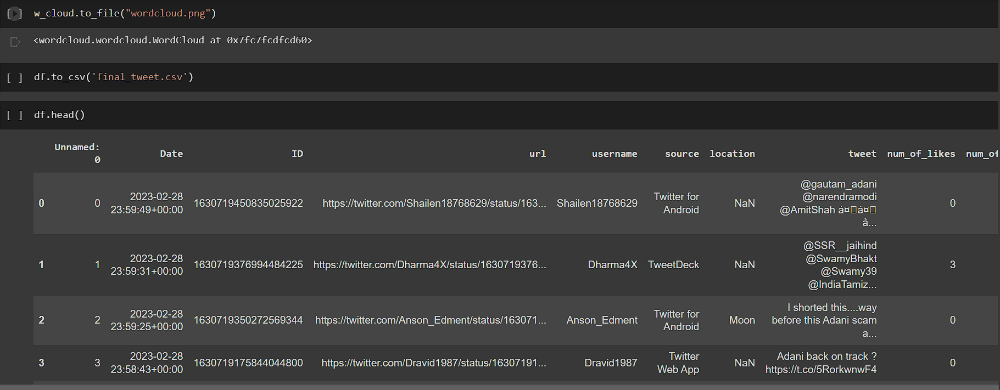 [ ] w_cloud.to_file("wordcloud.png")
<wordcloud.wordcloud.WordCloud at 0x7fc7fcdfcd60>
[ ] df.to_csv('final_tweet.csv')
[ ] df.head()
Unnamed: 0 Date ID url username source location tweet num_of_likes num_of
0 0 2023-02-28 23:59:49+00:00 1630719450835025922 https://twitter.com/Shailen18768629/status/163... Shailen18768629 Twitter for Android NaN @gautam_adani @narendramodi @AmitShah à¤à¤ à... 0
1 1 2023-02-28 23:59:31+00:00 1630719376994484225 https://twitter.com/Dharma4X/status/1630719376... Dharma4X TweetDeck NaN @SSR__jaihind @SwamyBhakt @Swamy39 @IndiaTamiz... 3
2 2 2023-02-28 23:59:25+00:00 1630719350272569344 https://twitter.com/Anson_Edment/status/163071... Anson_Edment Twitter for Android Moon I shorted this....way before this Adani scam a... 0
3 3 2023-02-28 23:58:43+00:00 1630719175844044800 https://twitter.com/Dravid1987/status/16307191... Dravid1987 Twitter Web App NaN Adani back on track ? https://t.co/5RorkwnwF4 0